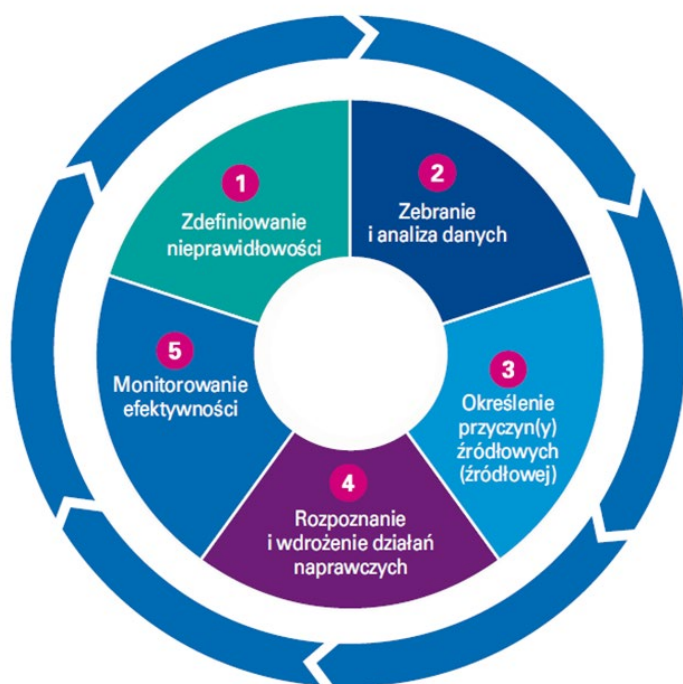 1
Zdefiniowanie
nieprawidłowości
2
Zebranie
i analiza danych
3
Określenie
przyczyn(y)
źródłowych
(źródłowej)
4
Rozpoznanie
i wdrożenie działań
naprawczych
5
Monitorowanie
efektywności